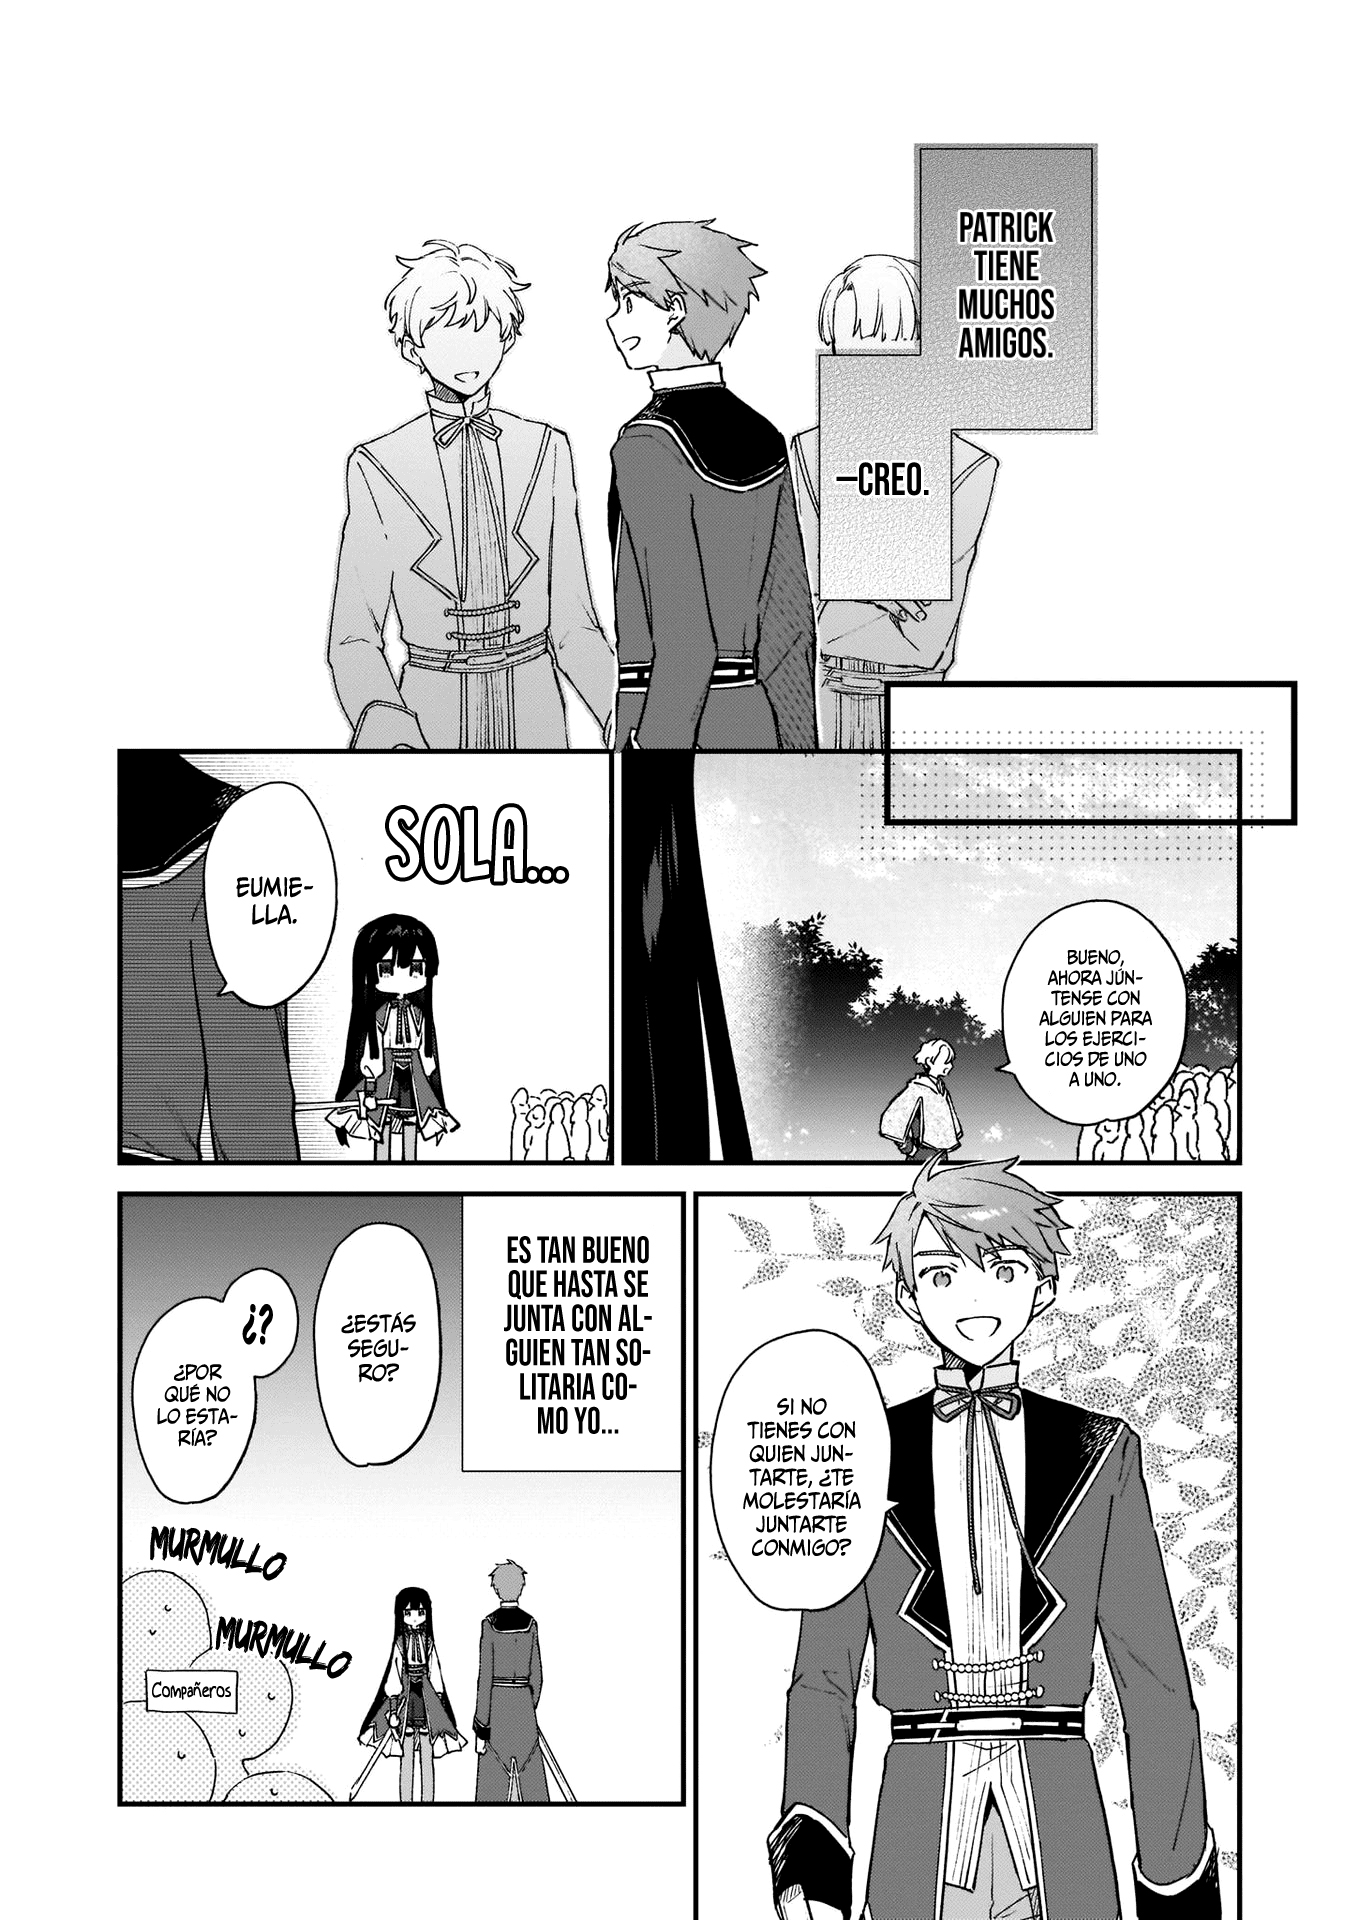 PATRICK
TIENE
MUCHOS
AMIGOS.
—CREO.
BUENO,
AHORA JÚN-
TENSE CON
ALGUIEN PARA
LOS EJERCI-
CIOS DE UNO
A UNO.
SOLA...
EUMIE-
LLA.
SI NO
TIENES CON
QUIEN JUN-
TARTE, ¿TE
MOLESTARÍA
JUNTARTE
CONMIGO?
ES TAN BUENO
QUE HASTA SE
JUNTA CON AL-
GUIEN TAN SO-
LITARIA CO-
MO YO...
¿ESTÁS
SEGU-
RO?
¿?
¿POR
QUÉ NO
LO ESTA-
RÍA?
MURMULLO
MURMULLO
Compañeros